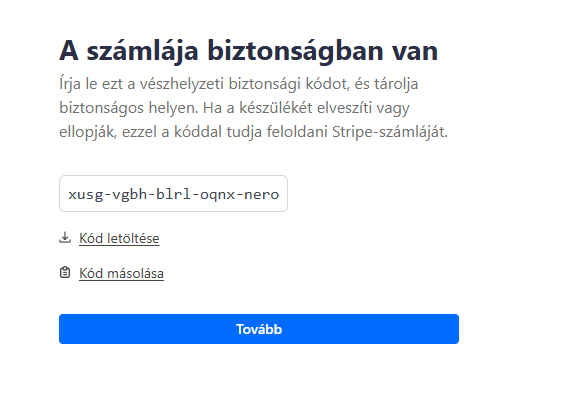 A számlája biztonságban van
Írja le ezt a vészhelyzeti biztonsági kódot, és tárolja
biztonságos helyen. Ha a készülékét elveszíti vagy
ellopják, ezzel a kóddal tudja feloldani Stripe-számláját.
xusg-vgbh-blrl-oqnx-nero
Kód letöltése
Kód másolása
Tovább